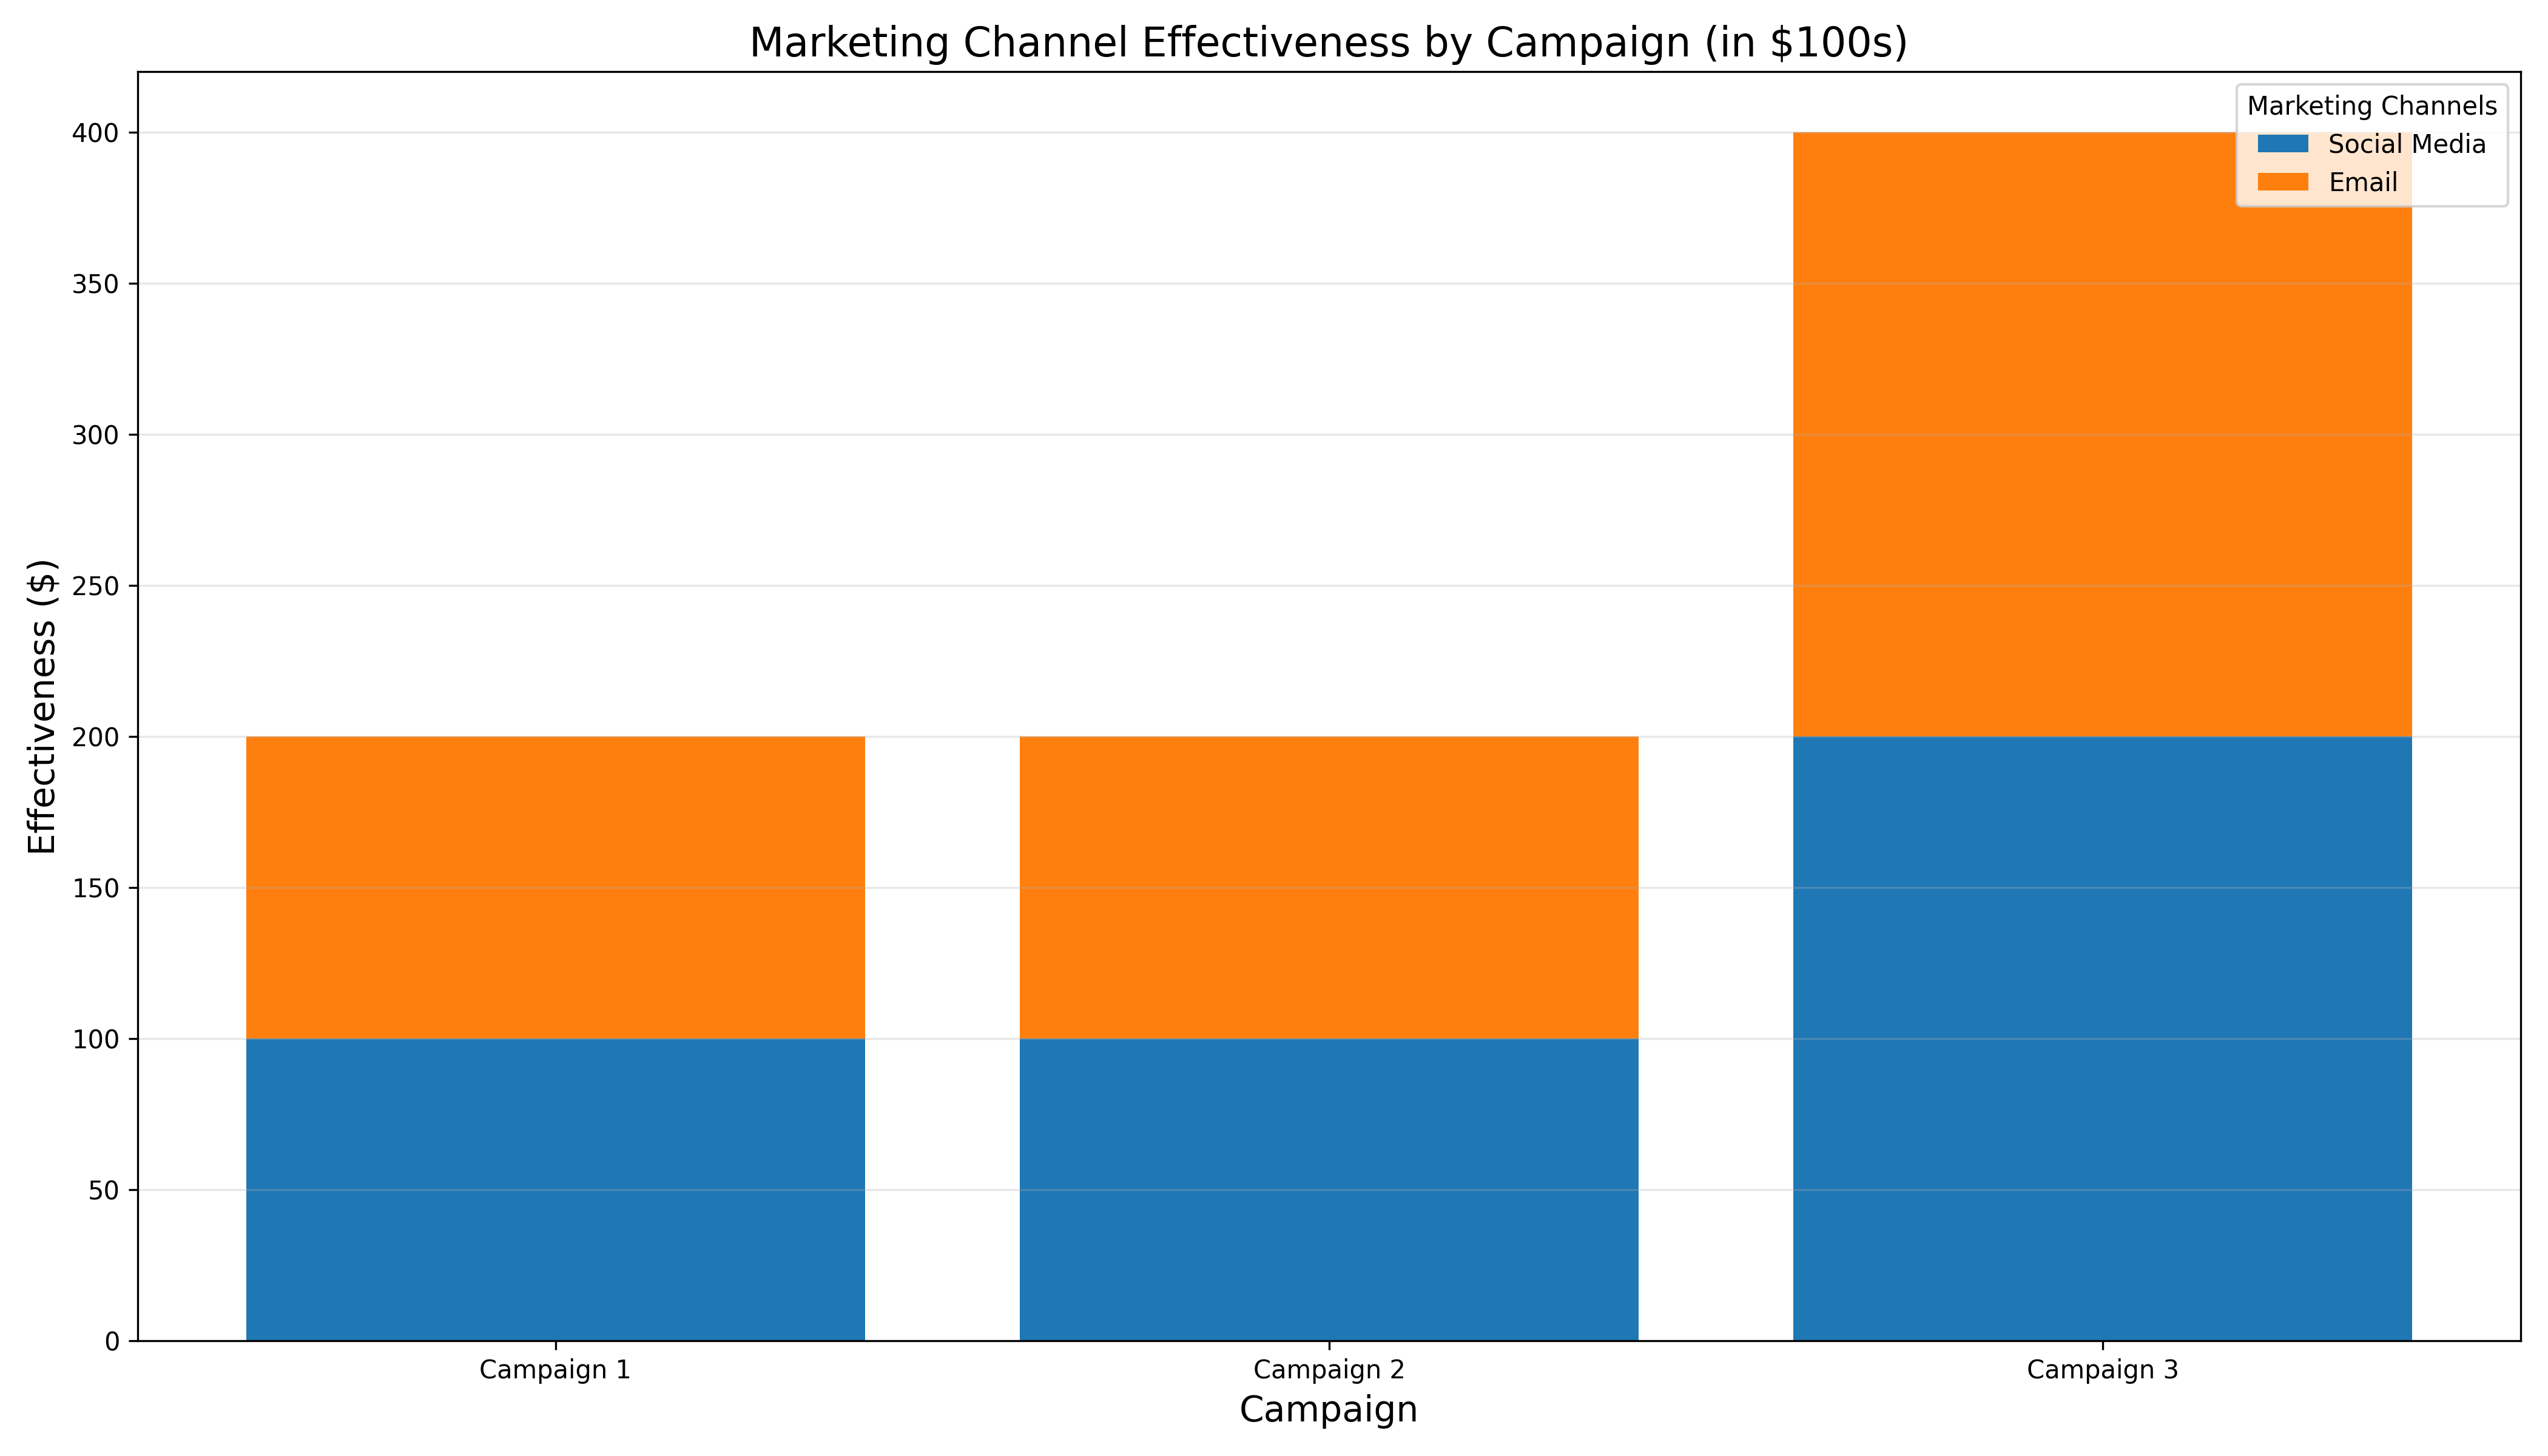 Marketing Channel Effectiveness by Campaign (in $100s)
Marketing Channels
Social Media
Email
Effectiveness ($)
400
350
300
250
200
150
100
50
0
Campaign 1
Campaign 2
Campaign 3
Campaign